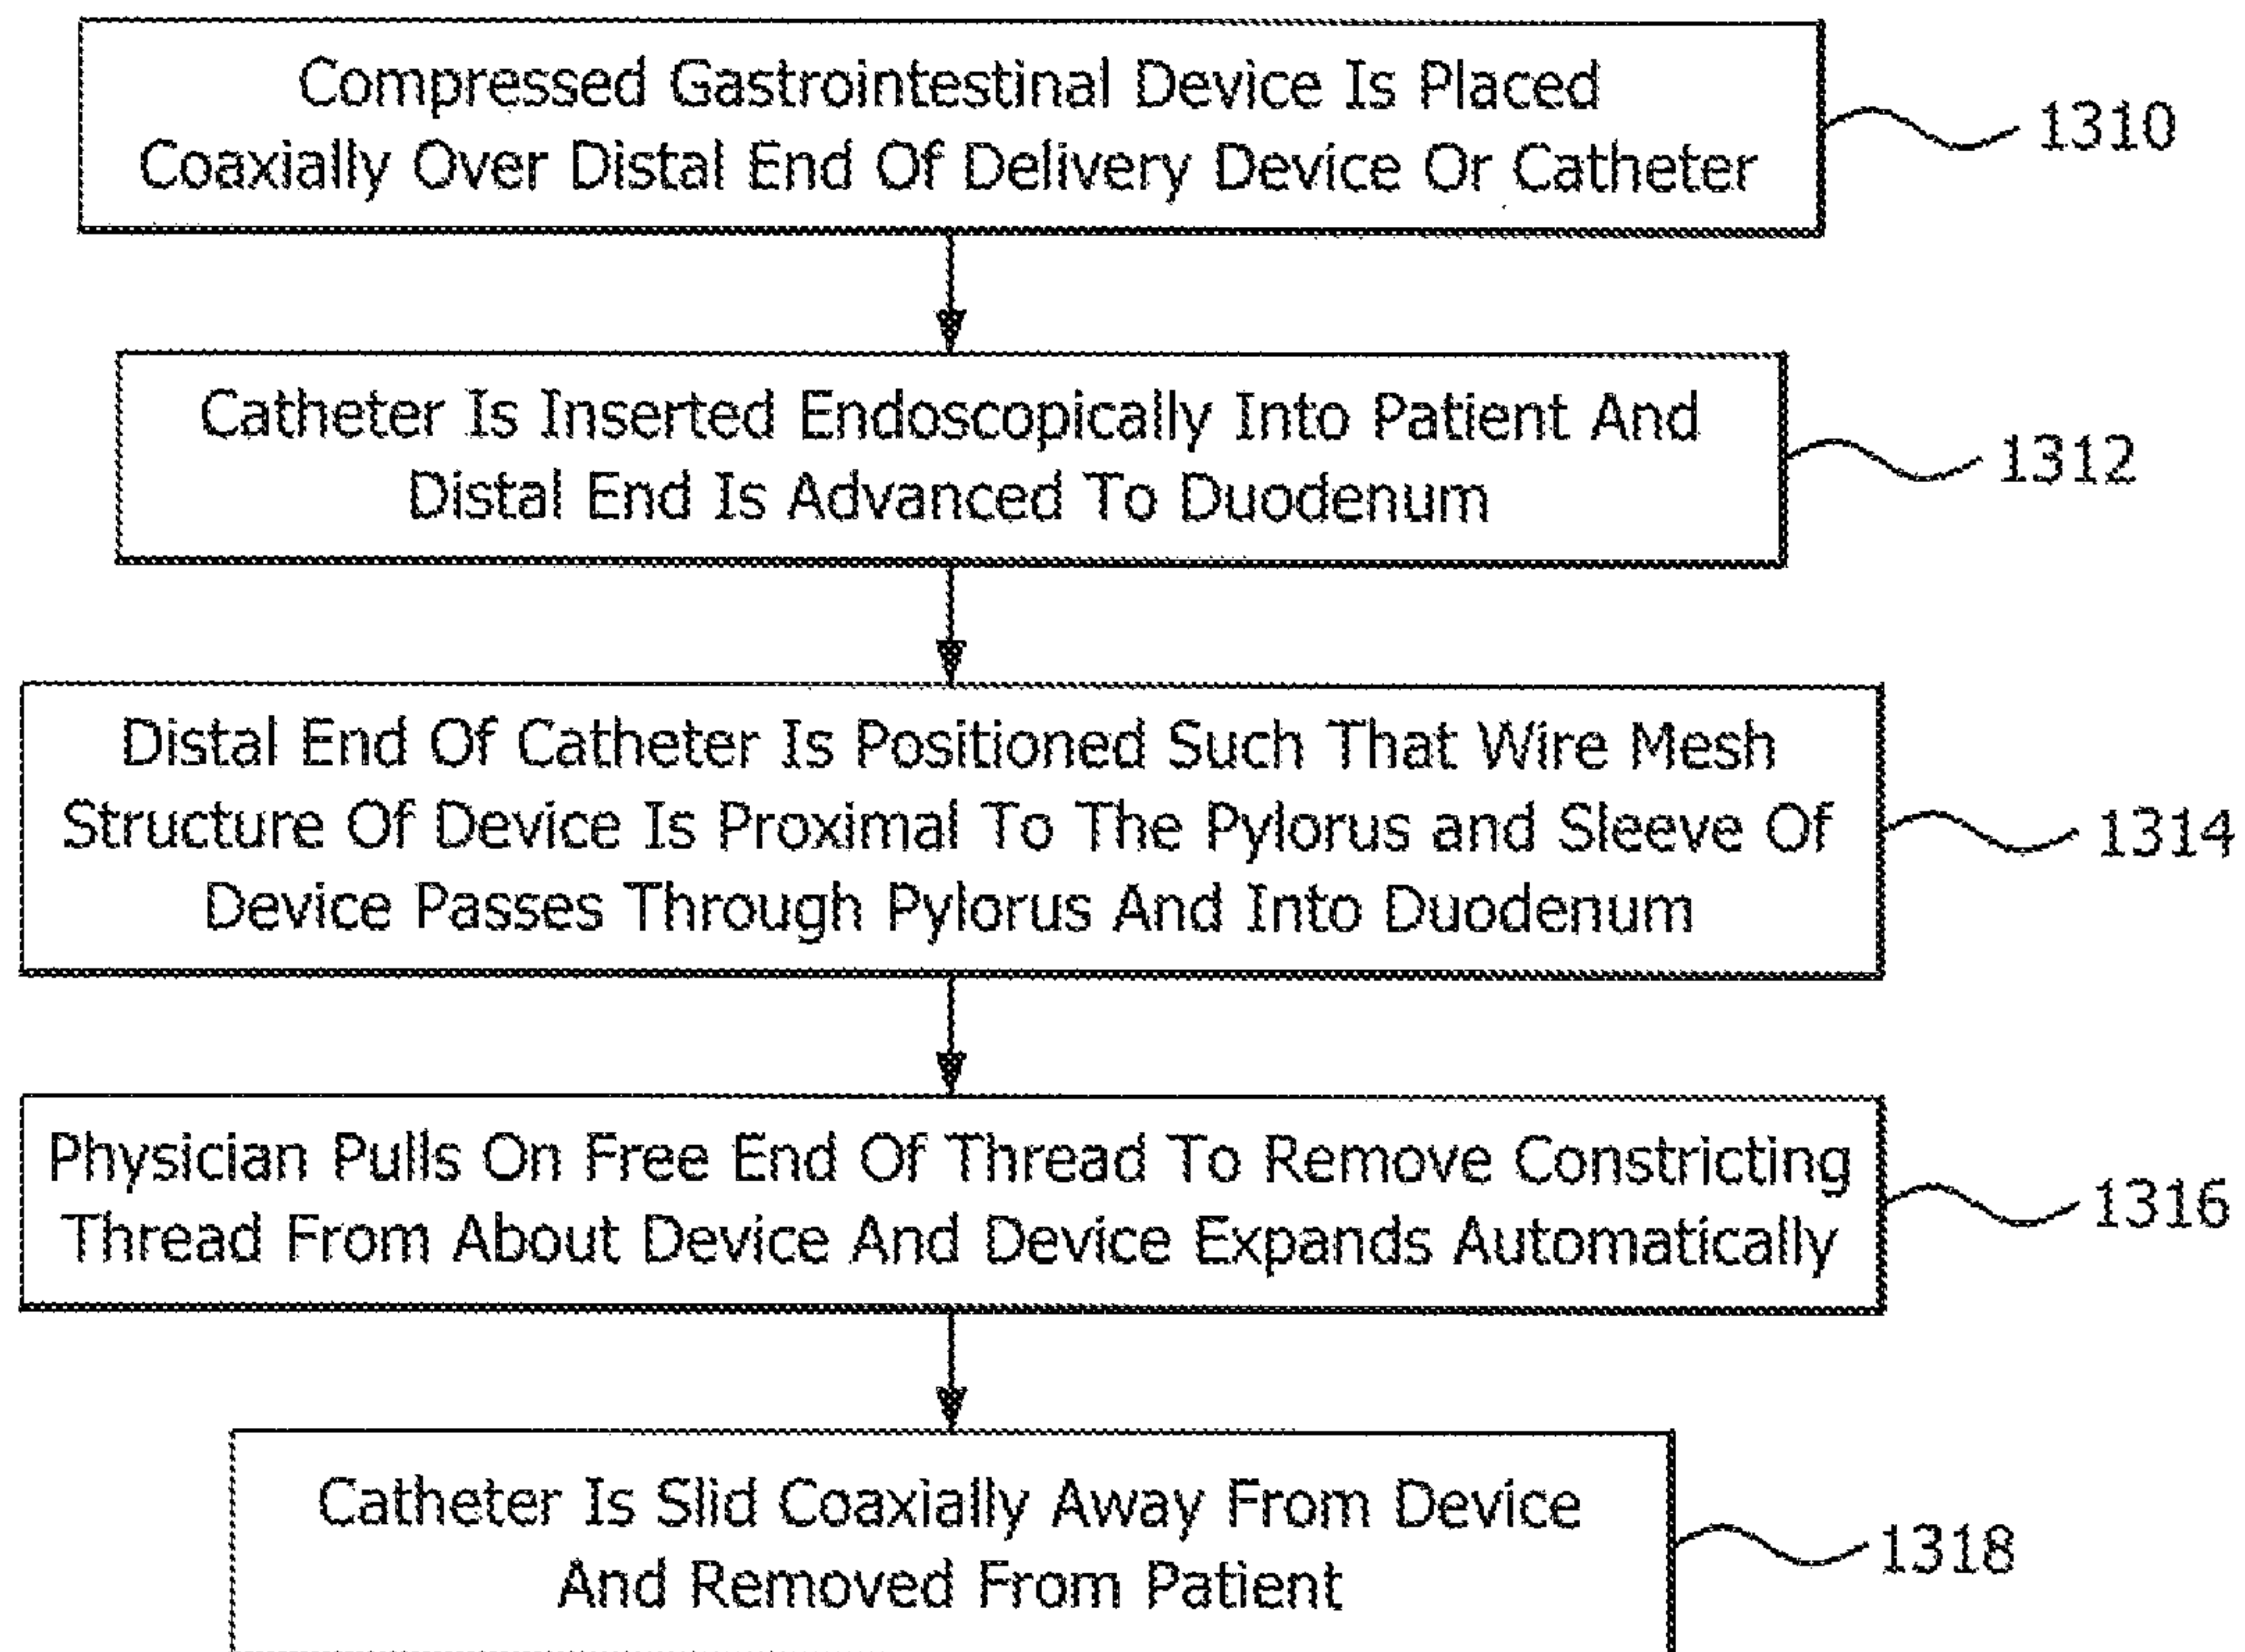 Compressed Gastrointestinal Device Is Placed
Coaxially Over Distal End Of Delivery Device Or Catheter
1310
Catheter Is Inserted Endoscopically Into Patient And
Distal End Is Advanced To Duodenum
1312
Distal End Of Catheter Is Positioned Such That Wire Mesh
Structure Of Device Is Proximal To The Pylorus and Sleeve Of
Device Passes Through Pylorus And Into Duodenum
1314
Physician Pulls On Free End Of Thread To Remove Constricting
Thread From About Device And Device Expands Automatically
1316
Catheter Is Slid Coaxially Away From Device
And Removed From Patient
1318